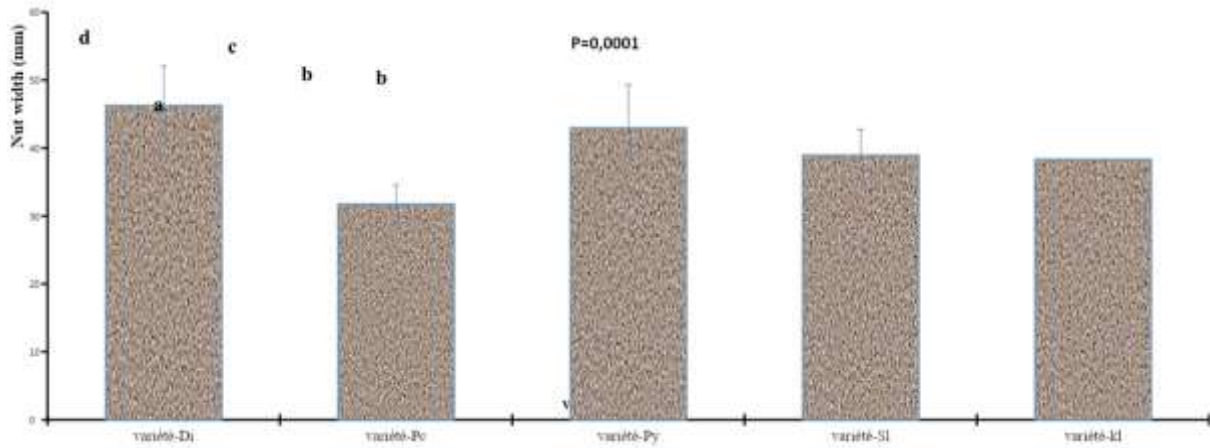 Nut width (mm)
60
50
40
30
20
10
0
d
c
b
b
a
P=0,0001
v
variété-Di
variété-Pc
variété-Py
variété-Sl
variété-kl